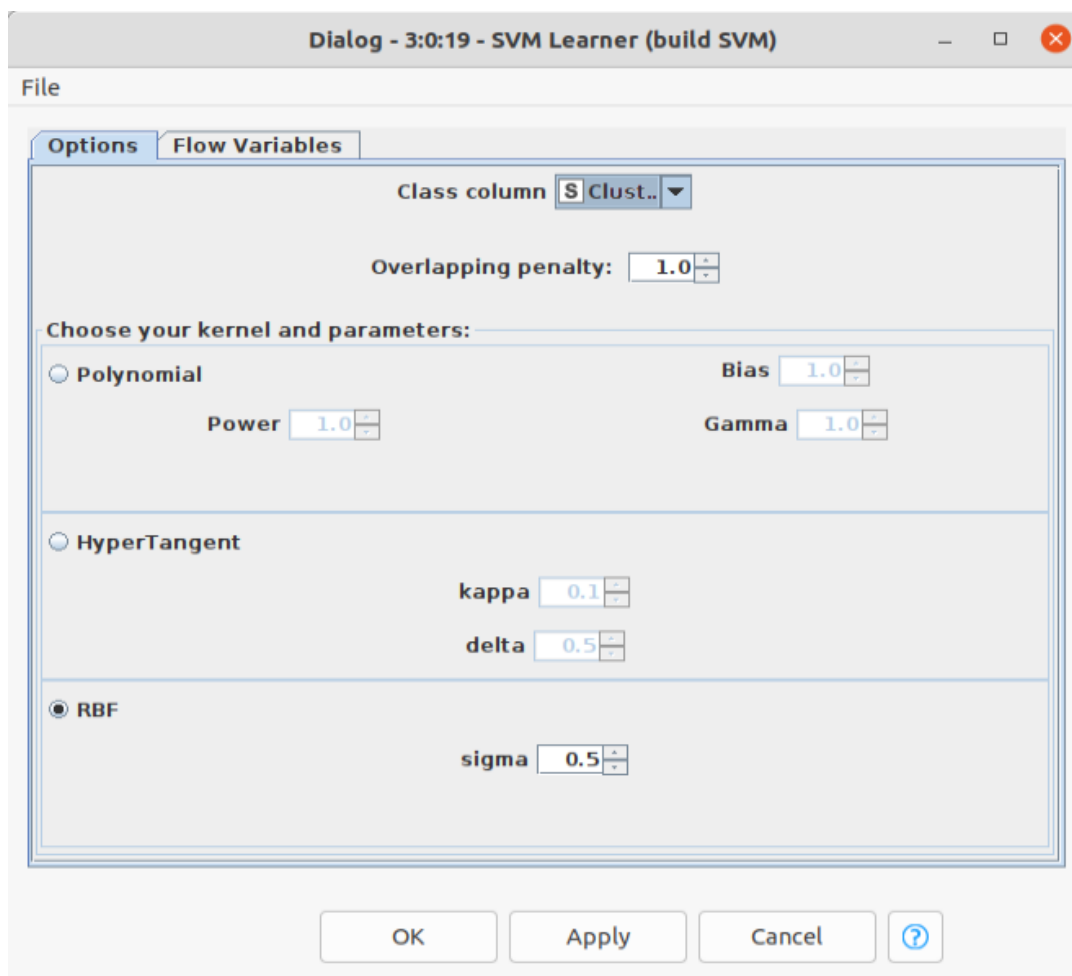 Dialog - 3:0:19 - SVM Learner (build SVM)
File
Options Flow Variables
Class column S Clust..
Overlapping penalty: 1.0
Choose your kernel and parameters:
Polynomial Bias 1.0
Power 1.0 Gamma 1.0
HyperTangent
kappa 0.1
delta 0.5
RBF
sigma 0.5
OK Apply Cancel ?